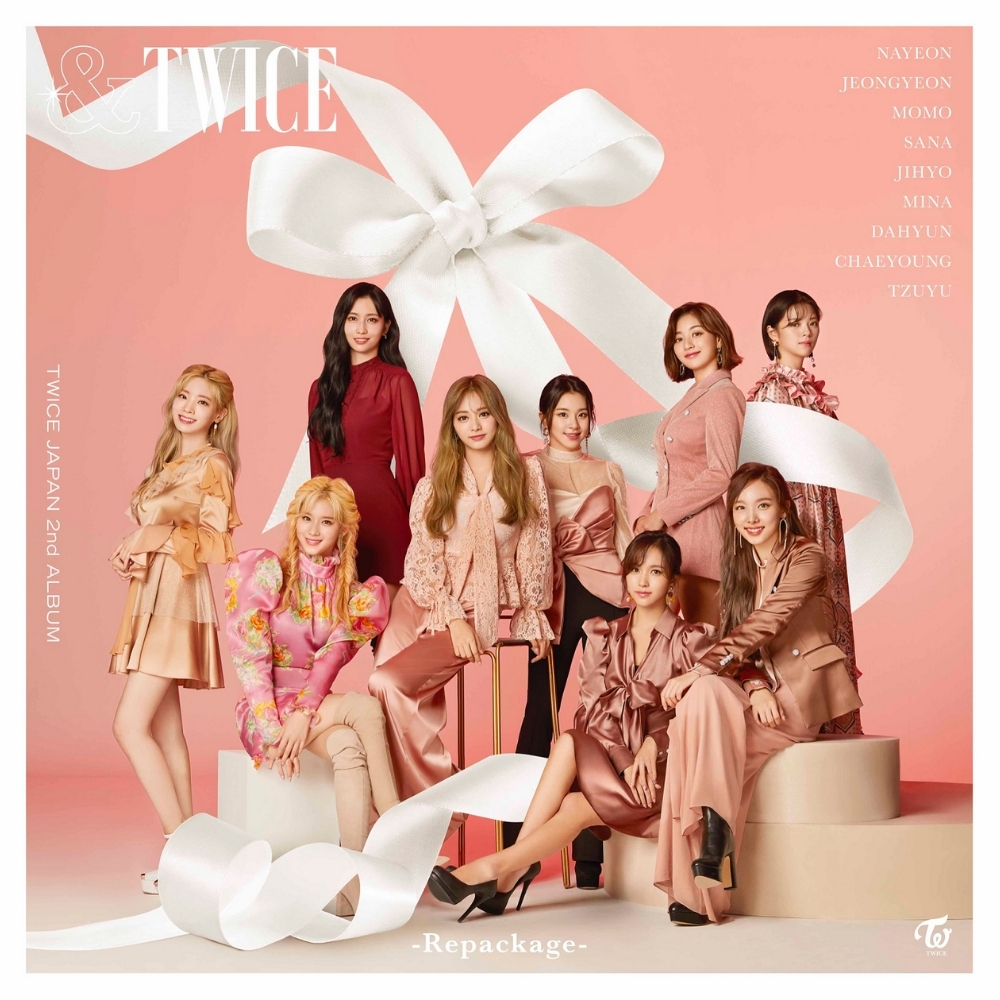 &TWICE
NAYEON
JEONGYEON
MOMO
SANA
JIHYO
MINA
DAHYUN
CHAEYOUNG
TZUYU
TWICE JAPAN 2nd ALBUM
-Repackage-
TWICE